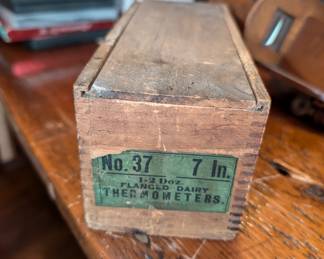 No. 37 7 In.
1-2 Doz.
FLANGED DAIRY
THERMOMETERS.